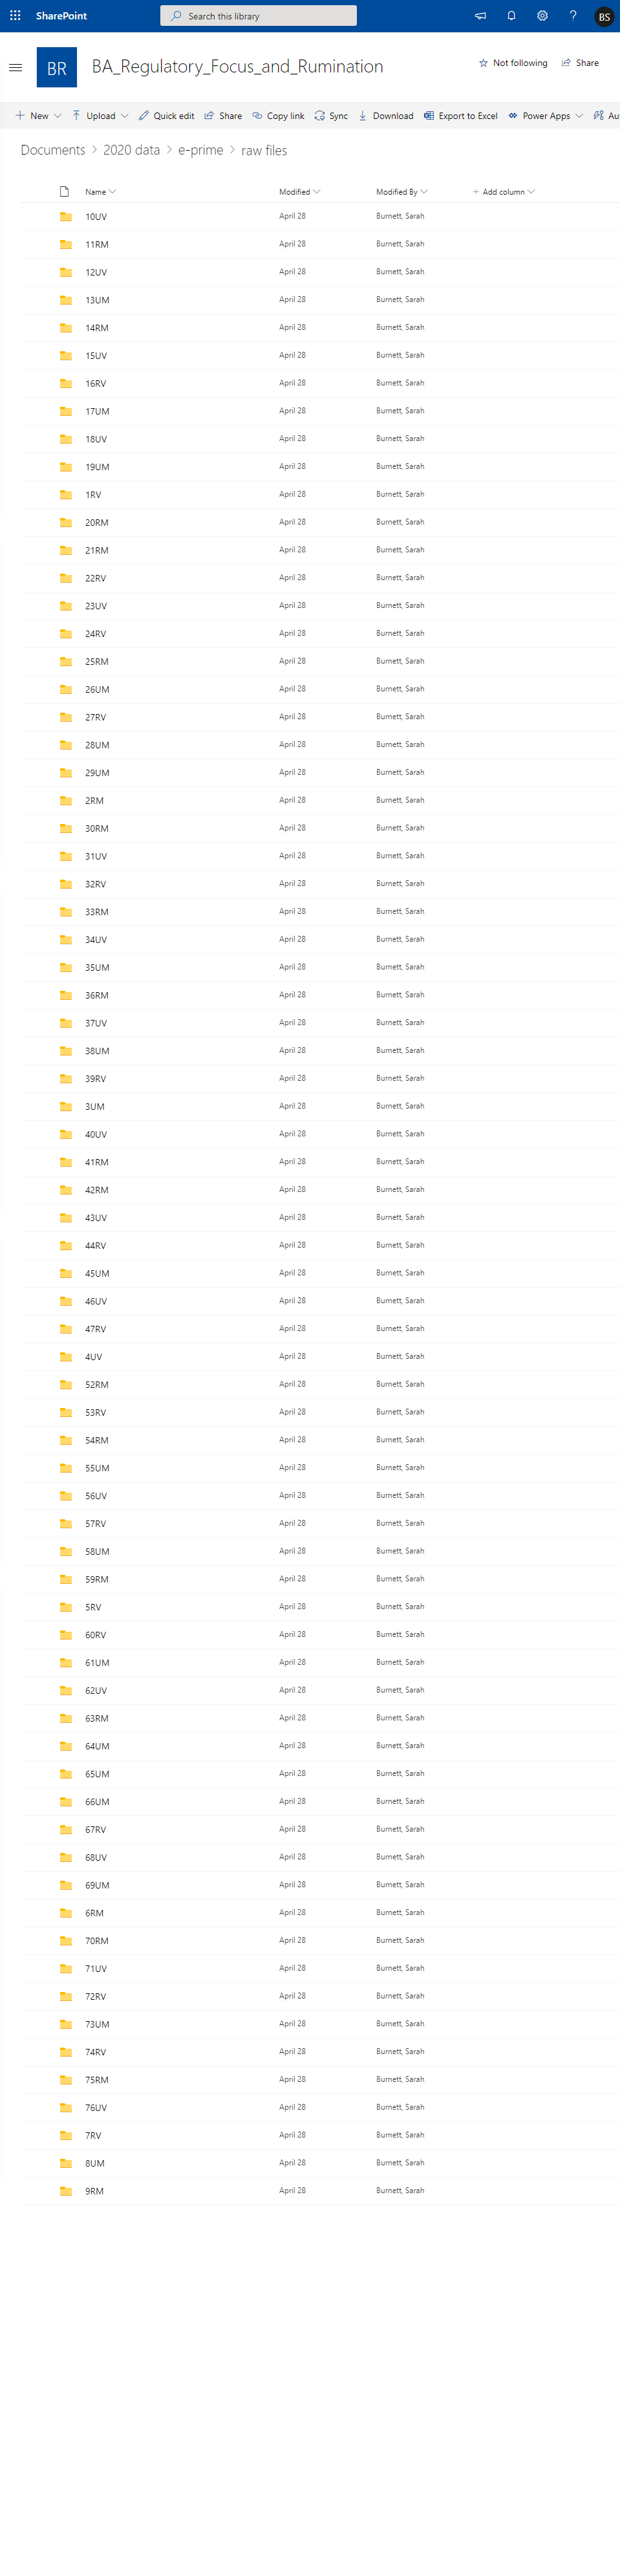 SharePoint Search this library BS
BR BA_Regulatory_Focus_and_Rumination Not following Share
New Upload Quick edit Share Copy link Sync Download Export to Excel Power Apps Au
Documents > 2020 data > e-prime > raw files
Name Modified Modified By + Add column
10UV April 28 Burnett, Sarah
11RM April 28 Burnett, Sarah
12UV April 28 Burnett, Sarah
13UM April 28 Burnett, Sarah
14RM April 28 Burnett, Sarah
15UV April 28 Burnett, Sarah
16RV April 28 Burnett, Sarah
17UM April 28 Burnett, Sarah
18UV April 28 Burnett, Sarah
19UM April 28 Burnett, Sarah
1RV April 28 Burnett, Sarah
20RM April 28 Burnett, Sarah
21RM April 28 Burnett, Sarah
22RV April 28 Burnett, Sarah
23UV April 28 Burnett, Sarah
24RV April 28 Burnett, Sarah
25RM April 28 Burnett, Sarah
26UM April 28 Burnett, Sarah
27RV April 28 Burnett, Sarah
28UM April 28 Burnett, Sarah
29UM April 28 Burnett, Sarah
2RM April 28 Burnett, Sarah
30RM April 28 Burnett, Sarah
31UV April 28 Burnett, Sarah
32RV April 28 Burnett, Sarah
33RM April 28 Burnett, Sarah
34UV April 28 Burnett, Sarah
35UM April 28 Burnett, Sarah
36RM April 28 Burnett, Sarah
37UV April 28 Burnett, Sarah
38UM April 28 Burnett, Sarah
39RV April 28 Burnett, Sarah
3UM April 28 Burnett, Sarah
40UV April 28 Burnett, Sarah
41RM April 28 Burnett, Sarah
42RM April 28 Burnett, Sarah
43UV April 28 Burnett, Sarah
44RV April 28 Burnett, Sarah
45UM April 28 Burnett, Sarah
46UV April 28 Burnett, Sarah
47RV April 28 Burnett, Sarah
4UV April 28 Burnett, Sarah
52RM April 28 Burnett, Sarah
53RV April 28 Burnett, Sarah
54RM April 28 Burnett, Sarah
55UM April 28 Burnett, Sarah
56UV April 28 Burnett, Sarah
57RV April 28 Burnett, Sarah
58UM April 28 Burnett, Sarah
59RM April 28 Burnett, Sarah
5RV April 28 Burnett, Sarah
60RV April 28 Burnett, Sarah
61UM April 28 Burnett, Sarah
62UV April 28 Burnett, Sarah
63RM April 28 Burnett, Sarah
64UM April 28 Burnett, Sarah
65UM April 28 Burnett, Sarah
66UM April 28 Burnett, Sarah
67RV April 28 Burnett, Sarah
68UV April 28 Burnett, Sarah
69UM April 28 Burnett, Sarah
6RM April 28 Burnett, Sarah
70RM April 28 Burnett, Sarah
71UV April 28 Burnett, Sarah
72RV April 28 Burnett, Sarah
73UM April 28 Burnett, Sarah
74RV April 28 Burnett, Sarah
75RM April 28 Burnett, Sarah
76UV April 28 Burnett, Sarah
7RV April 28 Burnett, Sarah
8UM April 28 Burnett, Sarah
9RM April 28 Burnett, Sarah